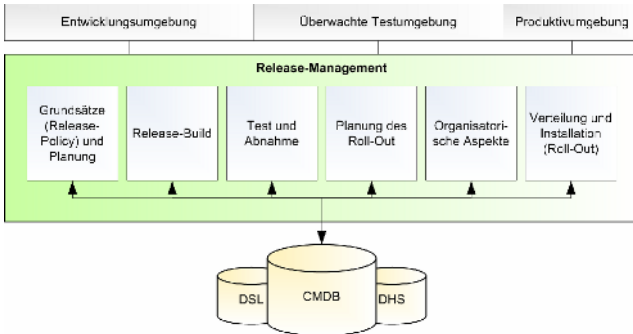 Entwicklungsumgebung
Überwachte Testumgebung
Produktivumgebung
Release-Management
Grundsätze
(Release-
Policy) und
Planung
Release-Build
Test und
Abnahme
Planung des
Roll-Out
Organisatori-
sche Aspekte
Verteilung und
Installation
(Roll-Out)
DSL
CMDB
DHS